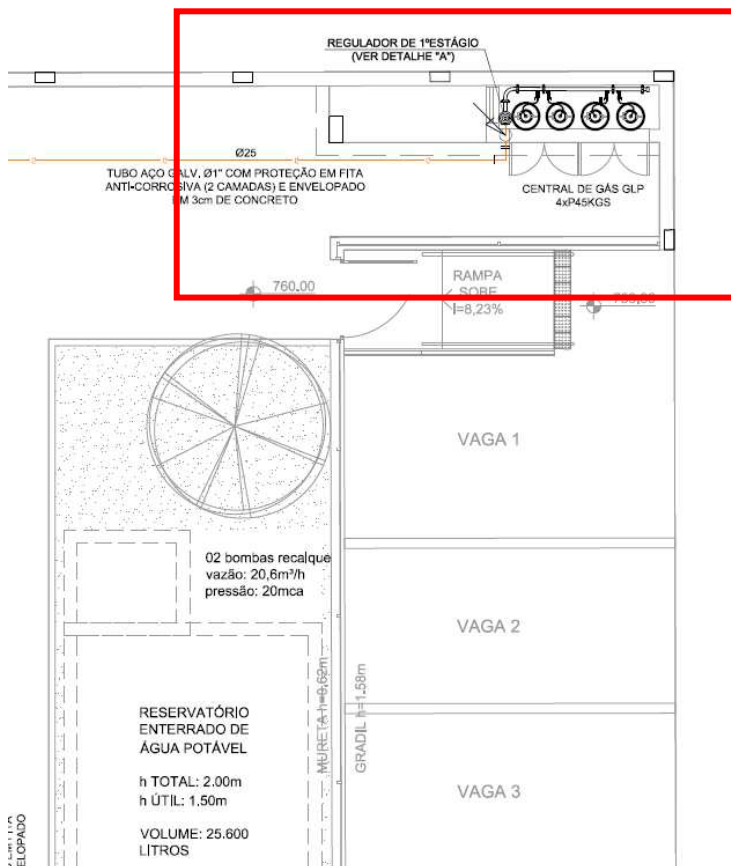 REGULADOR DE 1ºESTÁGIO
(VER DETALHE "A")
Ø25
TUBO AÇO GALV, Ø1" COM PROTEÇÃO EM FITA
ANTI-CORROSIVA (2 CAMADAS) E ENVELOPADO
EM 3cm DE CONCRETO
CENTRAL DE GÁS GLP
4xP45KGS
760.00
RAMPA
SOBE
I=8,23%
VAGA 1
02 bombas recalque
vazão: 20,6m³/h
pressão: 20mca
VAGA 2
MURETA h=0,62m
GRADIL h=1.58m
RESERVATÓRIO
ENTERRADO DE
ÁGUA POTÁVEL
h TOTAL: 2.00m
h ÚTIL: 1,50m
VAGA 3
VOLUME: 25.600
LITROS
ELOPADO